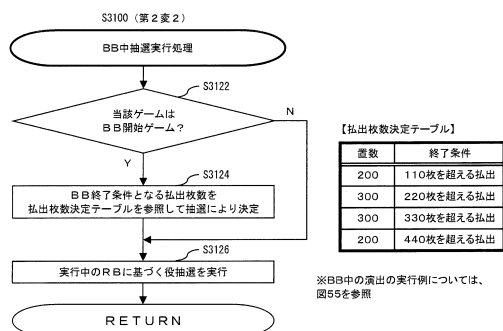 S3100（第２変２）
ＢＢ中抽選実行処理
S3122
当該ゲームは
ＢＢ開始ゲーム？
N
Y
S3124
ＢＢ終了条件となる払出枚数を
払出枚数決定テーブルを参照して抽選により決定
S3126
実行中のＲＢに基づく役抽選を実行
ＲＥＴＵＲＮ
【払出枚数決定テーブル】
置数 終了条件
200 110枚を超える払出
300 220枚を超える払出
300 330枚を超える払出
200 440枚を超える払出
※BB中の演出の実行例については、
図55を参照